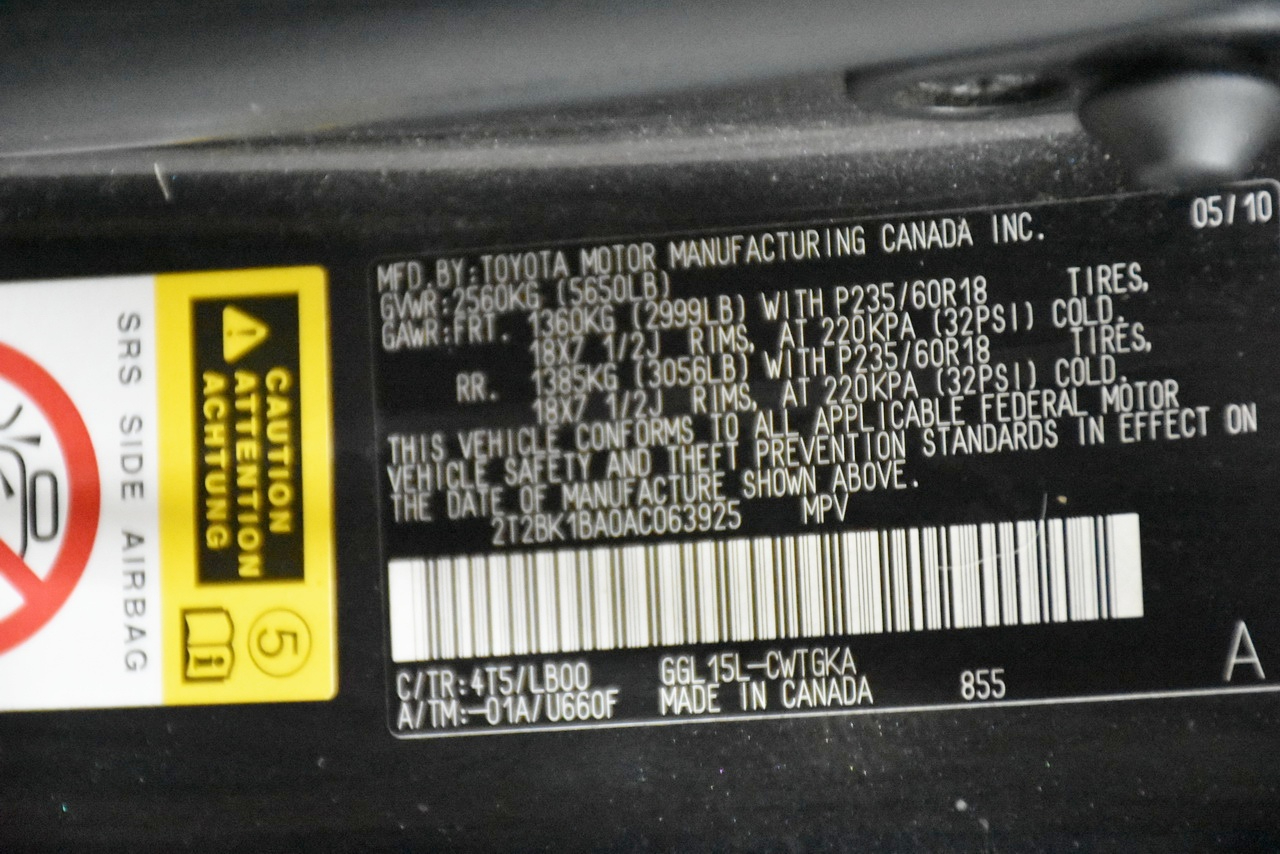 SRS SIDE AIRBAG
CAUTION
ATTENTION
ACHTUNG
5
MFD.BY:TOYOTA MOTOR MANUFACTURING CANADA INC. 05/10
GVWR:2560KG (5650LB)
GAWR:FRT. 1360KG (2999LB) WITH P235/60R18 TIRES,
18X7 1/2J RIMS, AT 220KPA (32PSI) COLD.
RR. 1385KG (3056LB) WITH P235/60R18 TIRES,
18X7 1/2J RIMS, AT 220KPA (32PSI) COLD.
THIS VEHICLE CONFORMS TO ALL APPLICABLE FEDERAL MOTOR
VEHICLE SAFETY AND THEFT PREVENTION STANDARDS IN EFFECT ON
THE DATE OF MANUFACTURE SHOWN ABOVE.
2T2BK1BA0AC063925 MPV
C/TR:4T5/LB00 GGL15L-CWTGKA
A/TM:-01A/U660F MADE IN CANADA 855 A